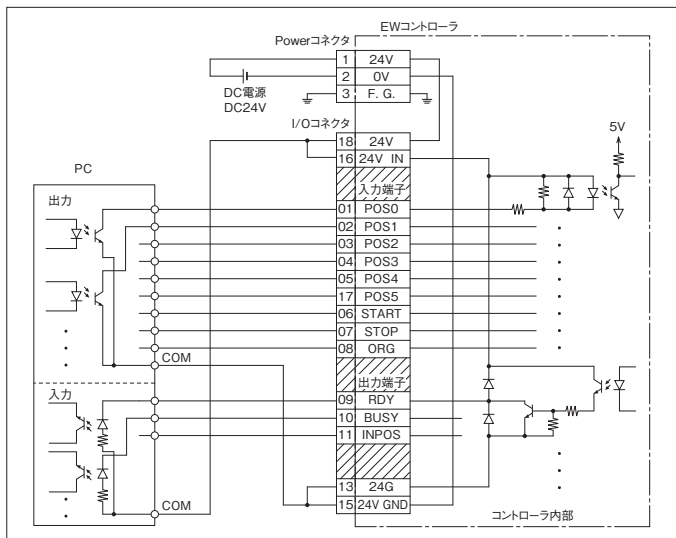 EWコントローラ
Powerコネクタ
1 24V
2 0V
3 F. G.
DC電源
DC24V
I/Oコネクタ
18 24V
16 24V IN
5V
PC
入力端子
出力
01 POS0
02 POS1
03 POS2
04 POS3
05 POS4
17 POS5
06 START
07 STOP
08 ORG
COM
出力端子
入力
09 RDY
10 BUSY
11 INPOS
13 24G
COM
15 24V GND
コントローラ内部